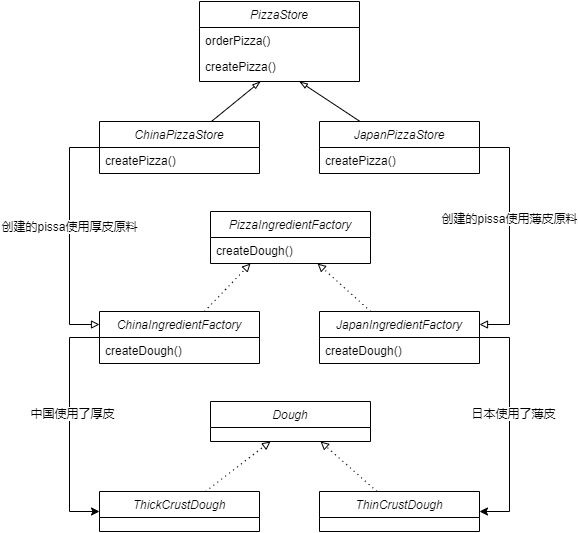 PizzaStore
orderPizza()
createPizza()
ChinaPizzaStore
createPizza()
JapanPizzaStore
createPizza()
创建的pissa使用厚皮原料
创建的pissa使用薄皮原料
PizzaIngredientFactory
createDough()
ChinaIngredientFactory
createDough()
JapanIngredientFactory
createDough()
中国使用了厚皮
日本使用了薄皮
Dough
ThickCrustDough
ThinCrustDough